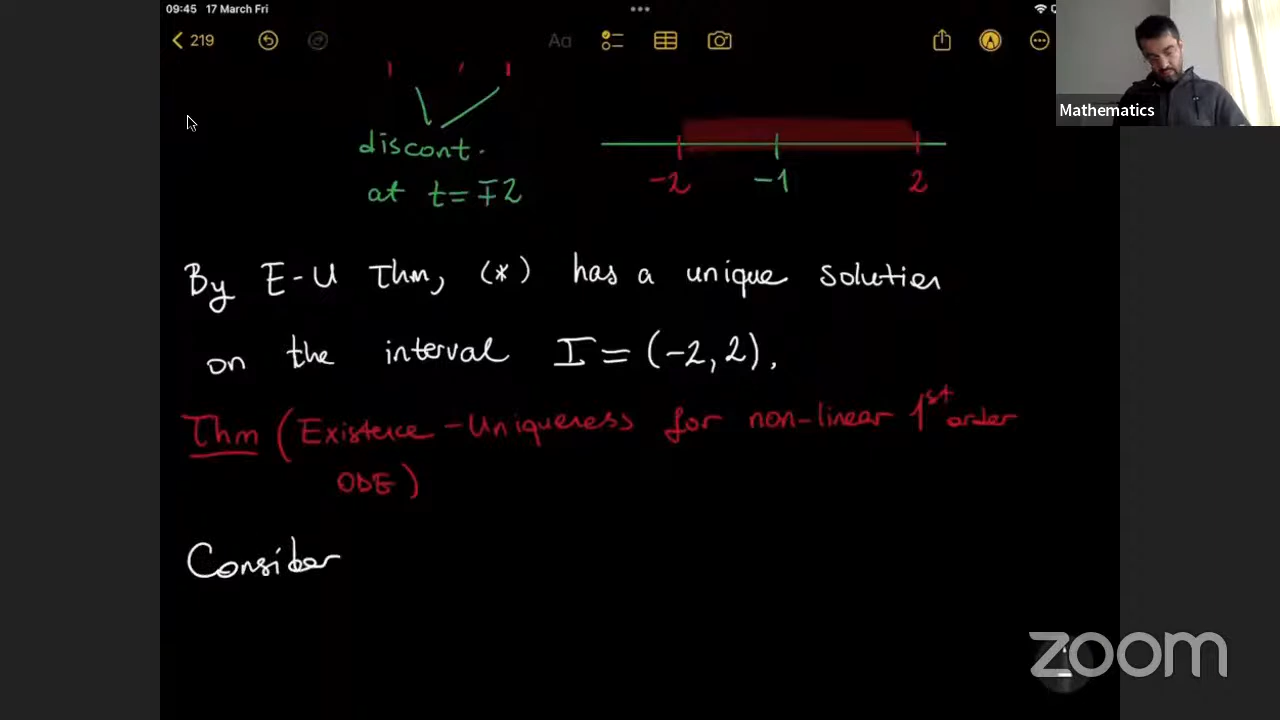 09:45 17 March Fri
219
Aa
Mathematics
discont.
at t=∓2
-2 -1 2
By E-U Thm, (*) has a unique solution
on the interval I = (-2, 2).
Thm (Existence - Uniqueness for non-linear 1st order
ODE)
Consider
zoom